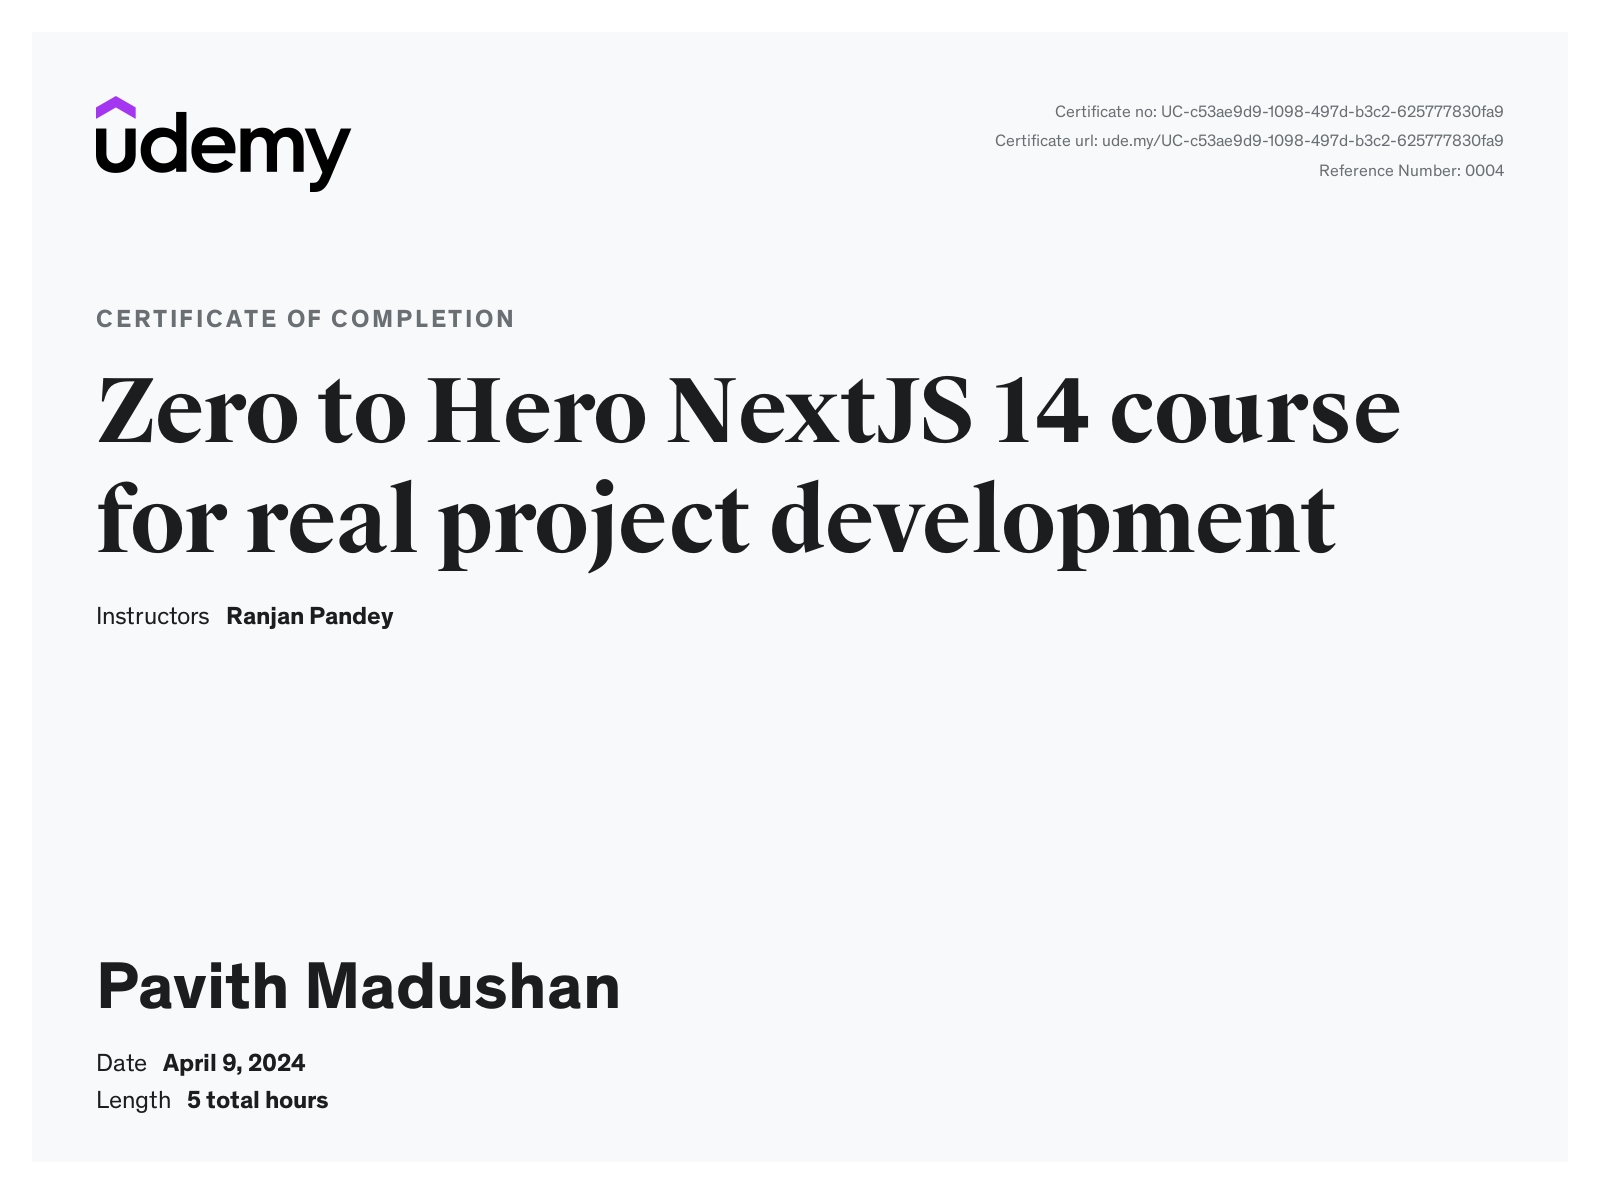 udemy
Certificate no: UC-c53ae9d9-1098-497d-b3c2-625777830fa9
Certificate url: ude.my/UC-c53ae9d9-1098-497d-b3c2-625777830fa9
Reference Number: 0004
CERTIFICATE OF COMPLETION
Zero to Hero NextJS 14 course
for real project development
Instructors Ranjan Pandey
Pavith Madushan
Date April 9, 2024
Length 5 total hours